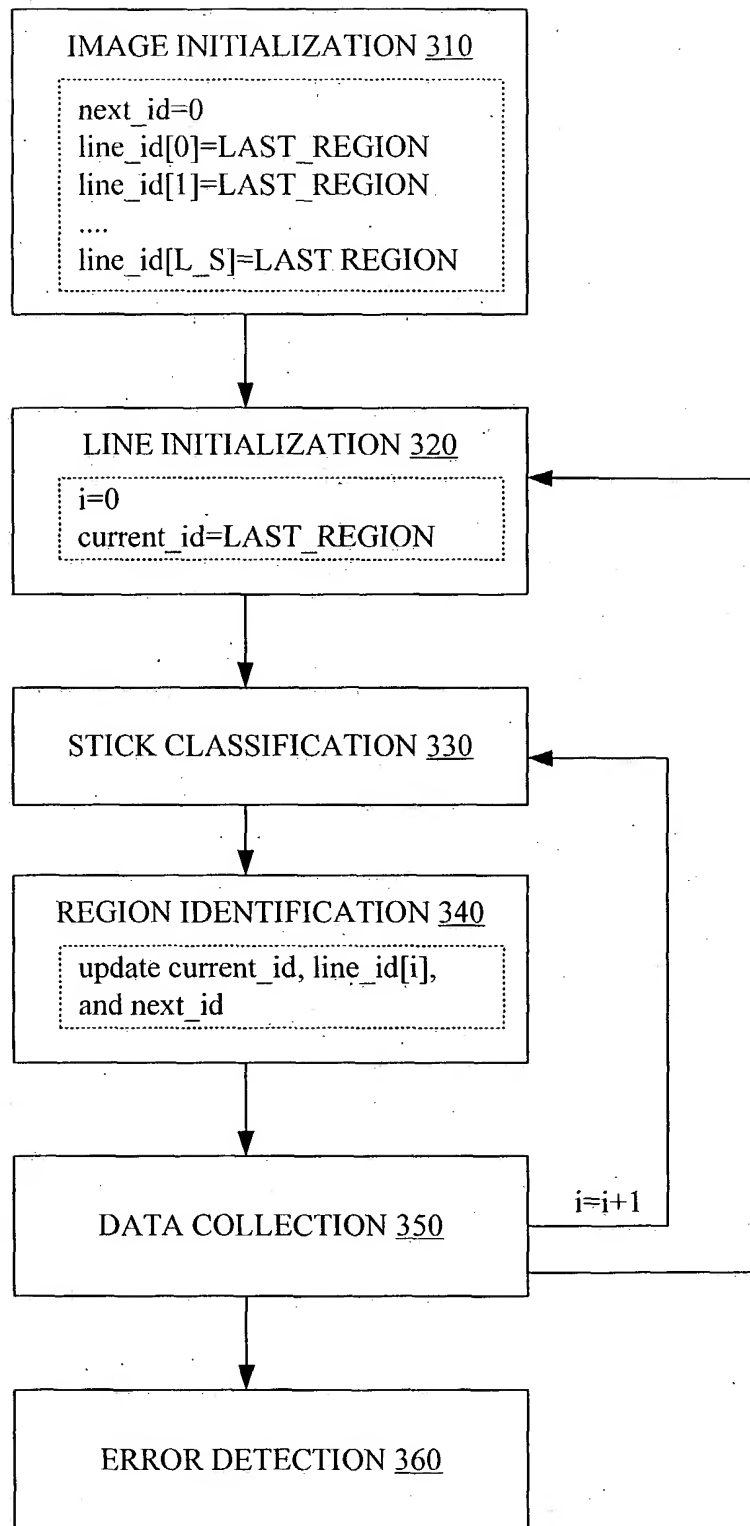 IMAGE INITIALIZATION 310
next_id=0
line_id[0]=LAST_REGION
line_id[1]=LAST_REGION
....
line_id[L_S]=LAST REGION
LINE INITIALIZATION 320
i=0
current_id=LAST_REGION
STICK CLASSIFICATION 330
REGION IDENTIFICATION 340
update current_id, line_id[i],
and next_id
DATA COLLECTION 350
i=i+1
ERROR DETECTION 360